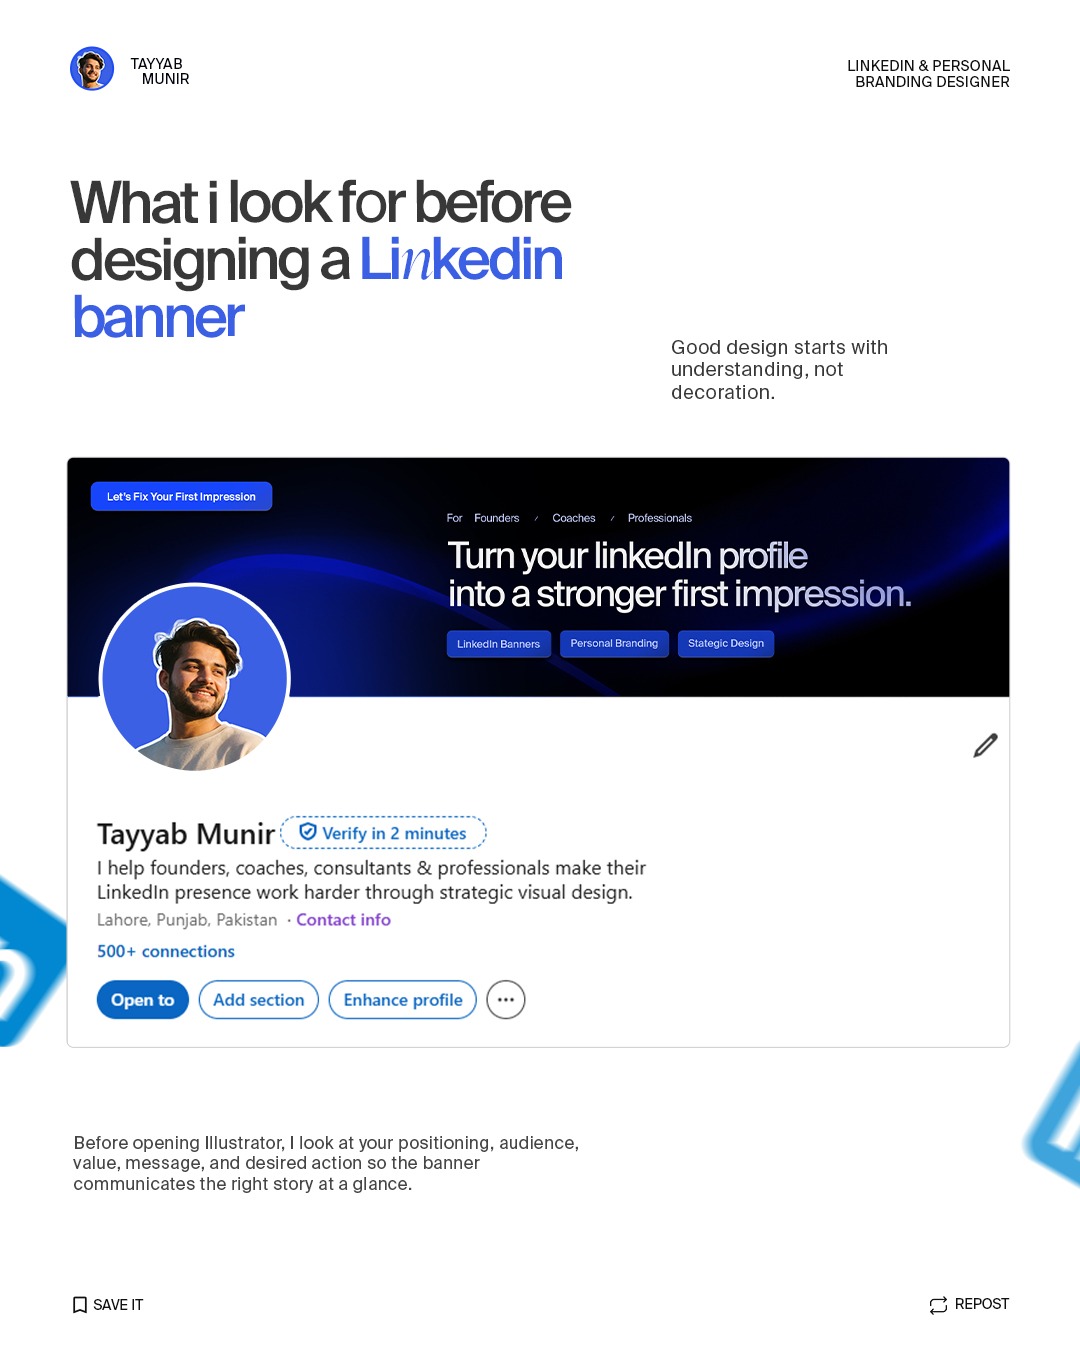 TAYYAB
MUNIR
LINKEDIN & PERSONAL
BRANDING DESIGNER
What i look for before
designing a Linkedin
banner
Good design starts with
understanding, not
decoration.
Let's Fix Your First Impression
For Founders / Coaches / Professionals
Turn your linkedIn profile
into a stronger first impression.
LinkedIn Banners Personal Branding Stategic Design
Tayyab Munir Verify in 2 minutes
I help founders, coaches, consultants & professionals make their
LinkedIn presence work harder through strategic visual design.
Lahore, Punjab, Pakistan · Contact info
500+ connections
Open to Add section Enhance profile
Before opening Illustrator, I look at your positioning, audience,
value, message, and desired action so the banner
communicates the right story at a glance.
SAVE IT
REPOST